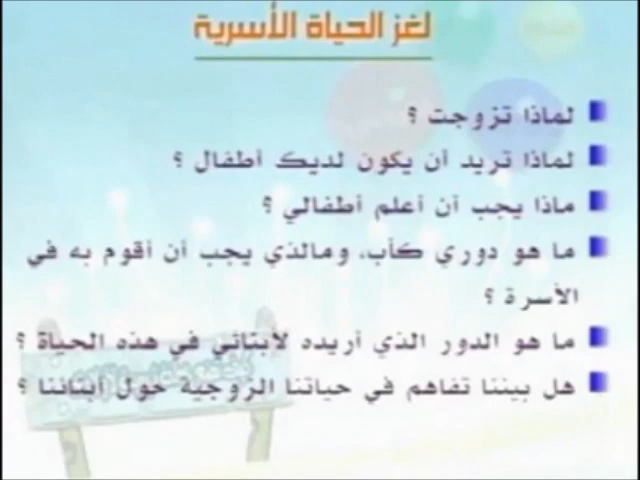 لغز الحياة الأسرية
لماذا تزوجت ؟
لماذا تريد أن يكون لديك أطفال ؟
ماذا يجب أن أعلم أطفالي ؟
ما هو دوري كأب، ومالذي يجب أن أقوم به في
الأسرة ؟
ما هو الدور الذي أريده لابنائي في هذه الحياة ؟
هل بيننا تفاهم في حياتنا الزوجية حول أبنائنا ؟